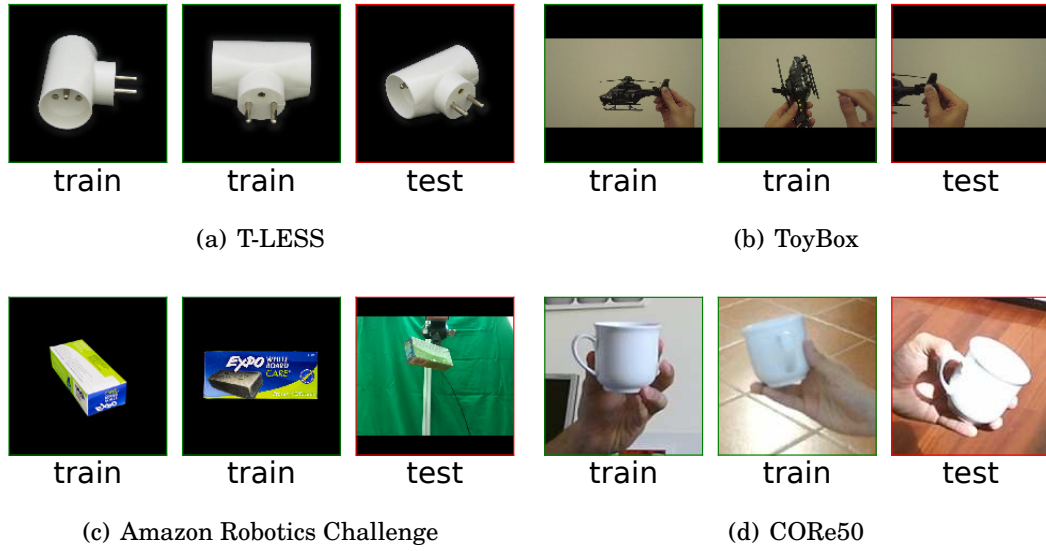 train train test train train test
(a) T-LESS (b) ToyBox
EXPO WHITE
BOARD
CARE
train train test train train test
(c) Amazon Robotics Challenge (d) CORe50